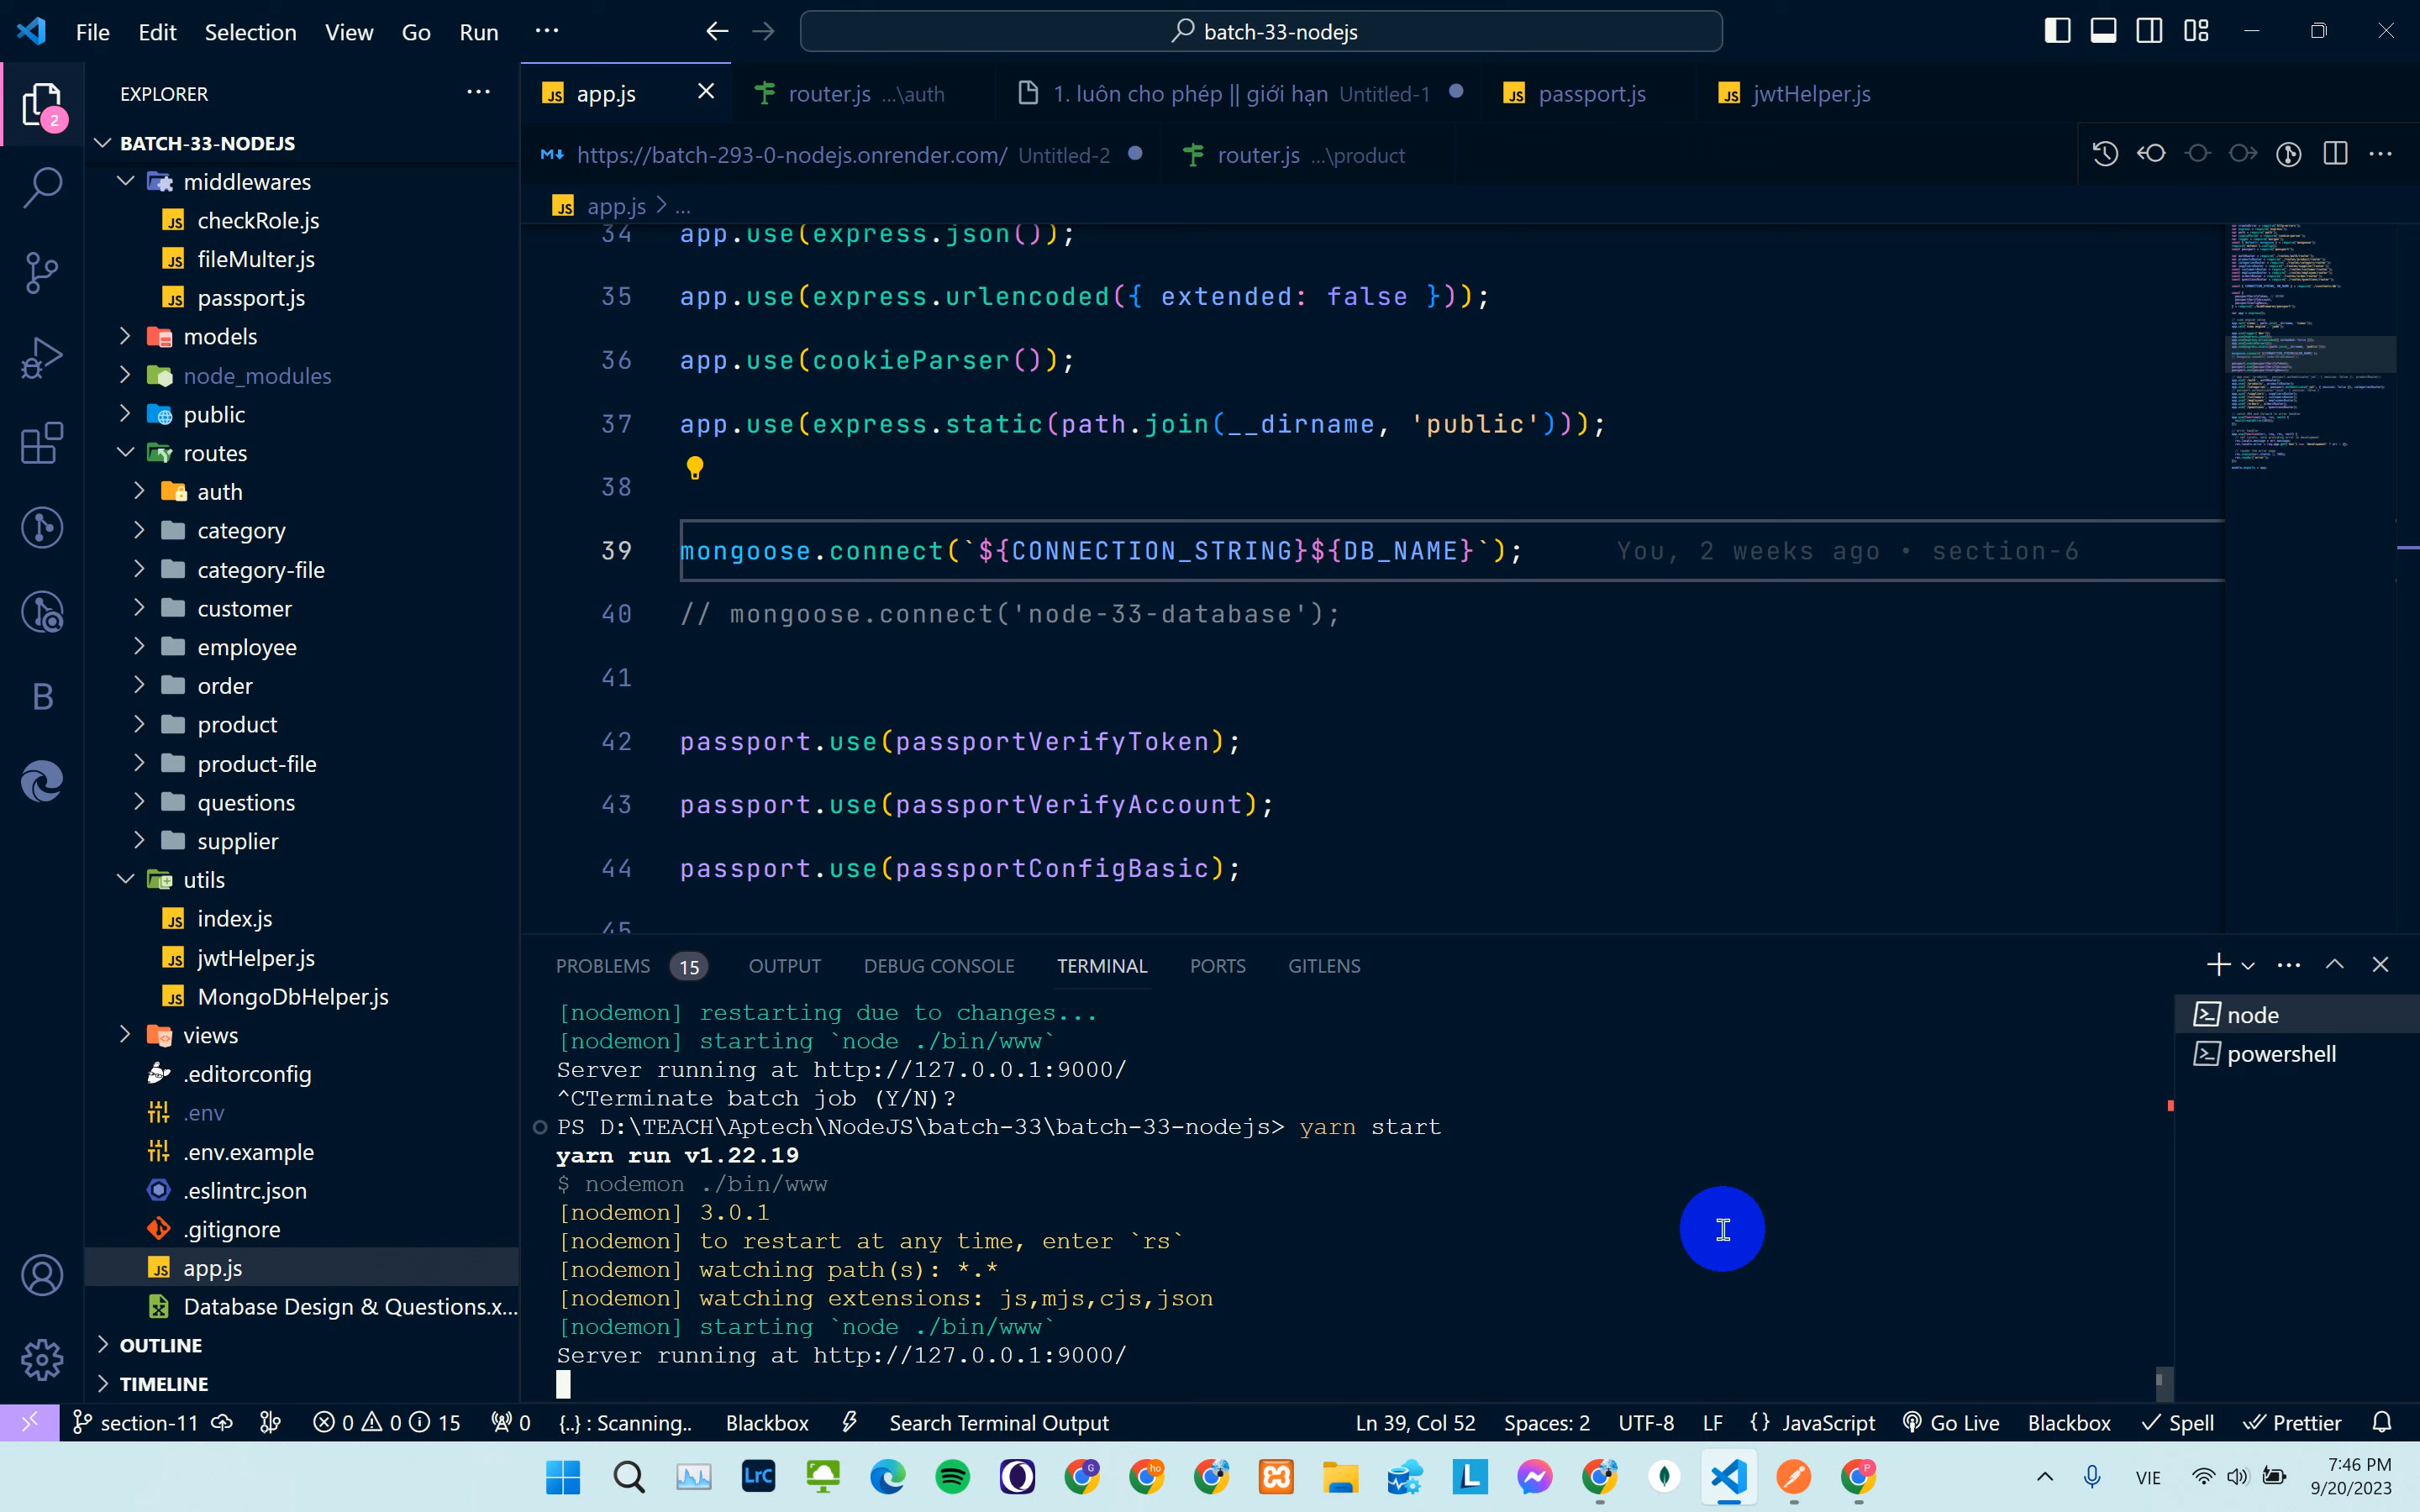 File Edit Selection View Go Run ··· batch-33-nodejs
EXPLORER ···
2
BATCH-33-NODEJS
middlewares
checkRole.js
fileMulter.js
passport.js
models
node_modules
public
routes
auth
category
category-file
customer
employee
order
product
product-file
questions
supplier
utils
index.js
jwtHelper.js
MongoDbHelper.js
views
.editorconfig
.env
.env.example
.eslintrc.json
.gitignore
app.js
Database Design & Questions.x...
OUTLINE
TIMELINE
B
app.js router.js ...\auth 1. luôn cho phép || giới hạn Untitled-1 passport.js jwtHelper.js
https://batch-293-0-nodejs.onrender.com/ Untitled-2 router.js ...\product
app.js > ...
34 app.use(express.json());
35 app.use(express.urlencoded({ extended: false }));
36 app.use(cookieParser());
37 app.use(express.static(path.join(__dirname, 'public')));
38
39 mongoose.connect(`${CONNECTION_STRING}${DB_NAME}`); You, 2 weeks ago • section-6
40 // mongoose.connect('node-33-database');
41
42 passport.use(passportVerifyToken);
43 passport.use(passportVerifyAccount);
44 passport.use(passportConfigBasic);
45
PROBLEMS 15 OUTPUT DEBUG CONSOLE TERMINAL PORTS GITLENS
[nodemon] restarting due to changes...
[nodemon] starting `node ./bin/www`
Server running at http://127.0.0.1:9000/
^CTerminate batch job (Y/N)?
PS D:\TEACH\Aptech\NodeJS\batch-33\batch-33-nodejs> yarn start
yarn run v1.22.19
$ nodemon ./bin/www
[nodemon] 3.0.1
[nodemon] to restart at any time, enter `rs`
[nodemon] watching path(s): *.*
[nodemon] watching extensions: js,mjs,cjs,json
[nodemon] starting `node ./bin/www`
Server running at http://127.0.0.1:9000/
node
powershell
section-11 0 0 15 0 {..} : Scanning.. Blackbox Search Terminal Output Ln 39, Col 52 Spaces: 2 UTF-8 LF {} JavaScript Go Live Blackbox Spell Prettier
LrC G ho L P VIE 7:46 PM
9/20/2023